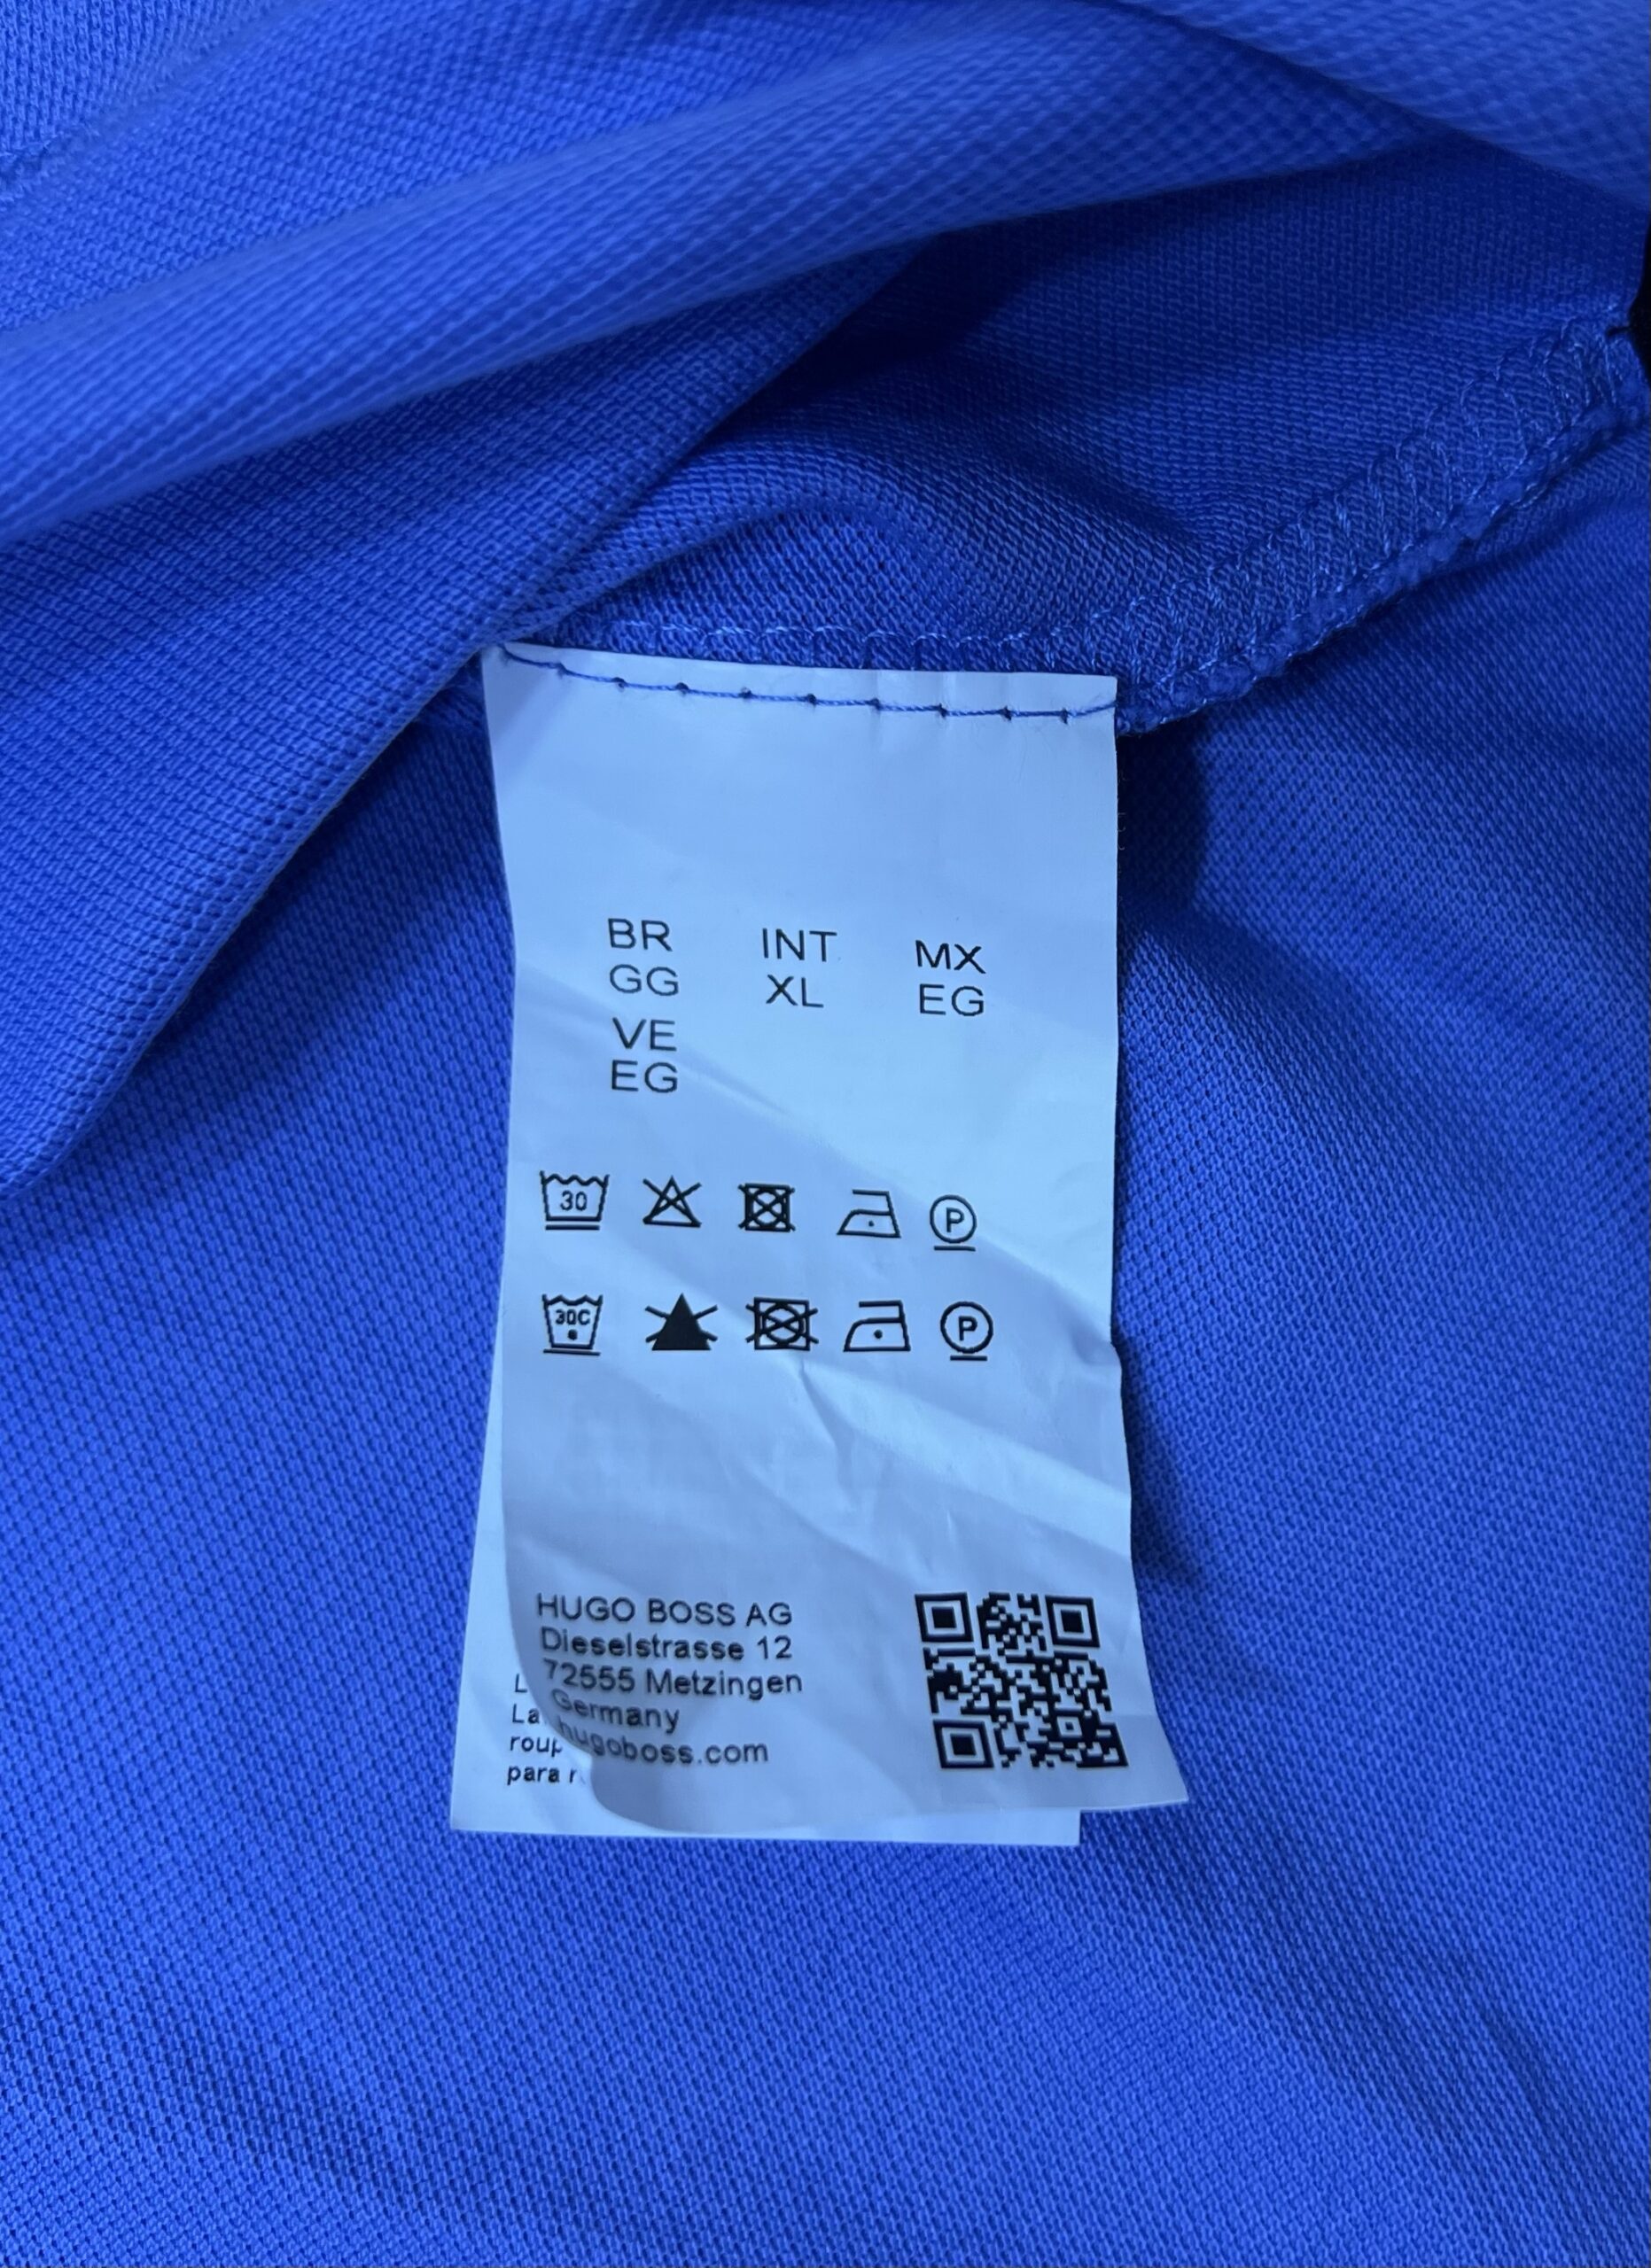 BR INT MX
GG XL EG
VE
EG
30 P
30C P
HUGO BOSS AG
Dieselstrasse 12
72555 Metzingen
Germany
hugoboss.com
para